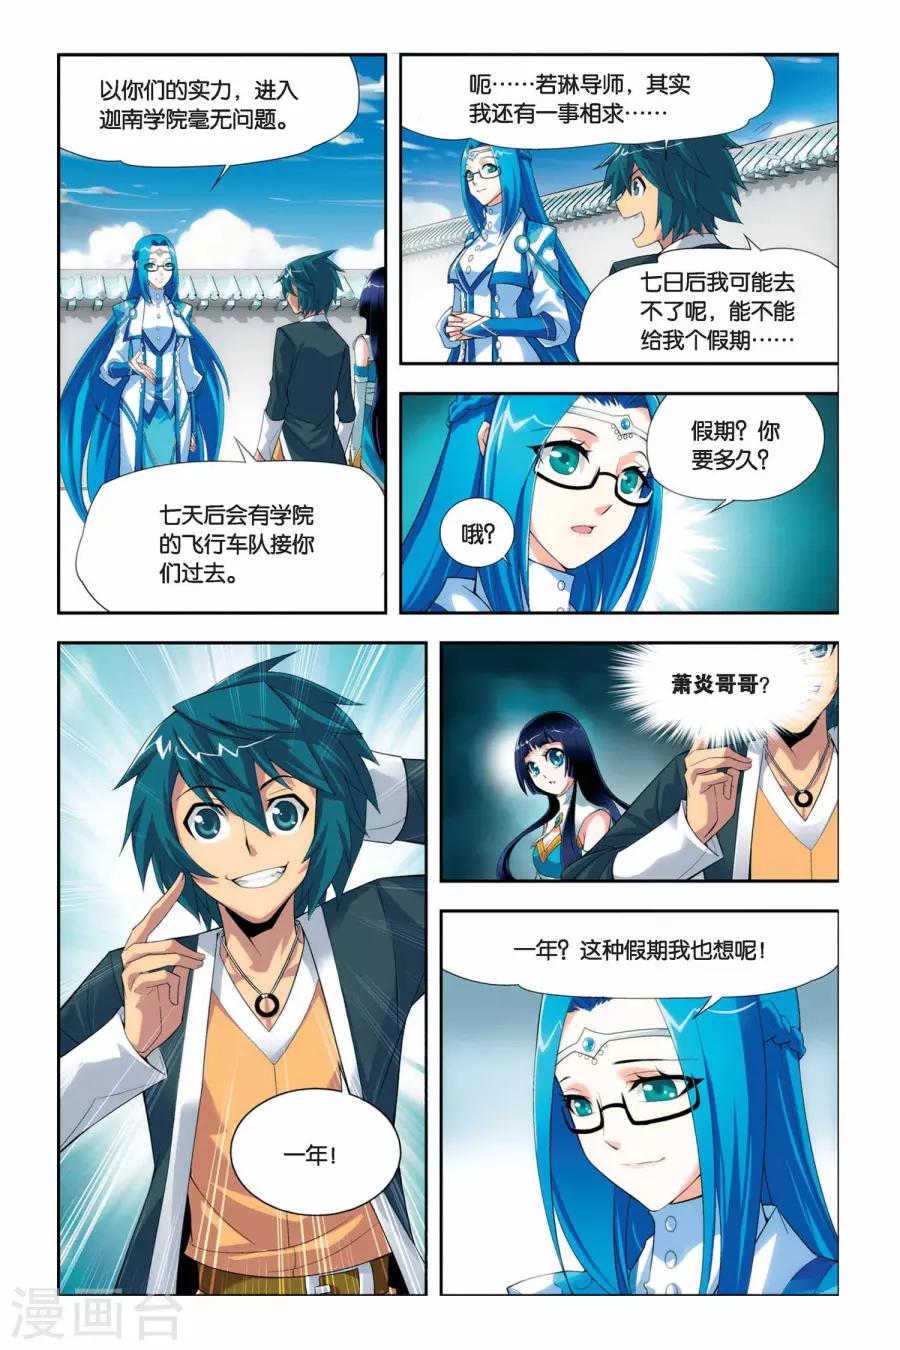 以你们的实力，进入
迦南学院毫无问题。
七天后会有学院
的飞行车队接你
们过去。
呃……若琳导师，其实
我还有一事相求……
七日后我可能去
不了呢，能不能
给我个假期……
假期？你
要多久？
哦？
一年！
萧炎哥哥？
一年？这种假期我也想呢！
漫画台